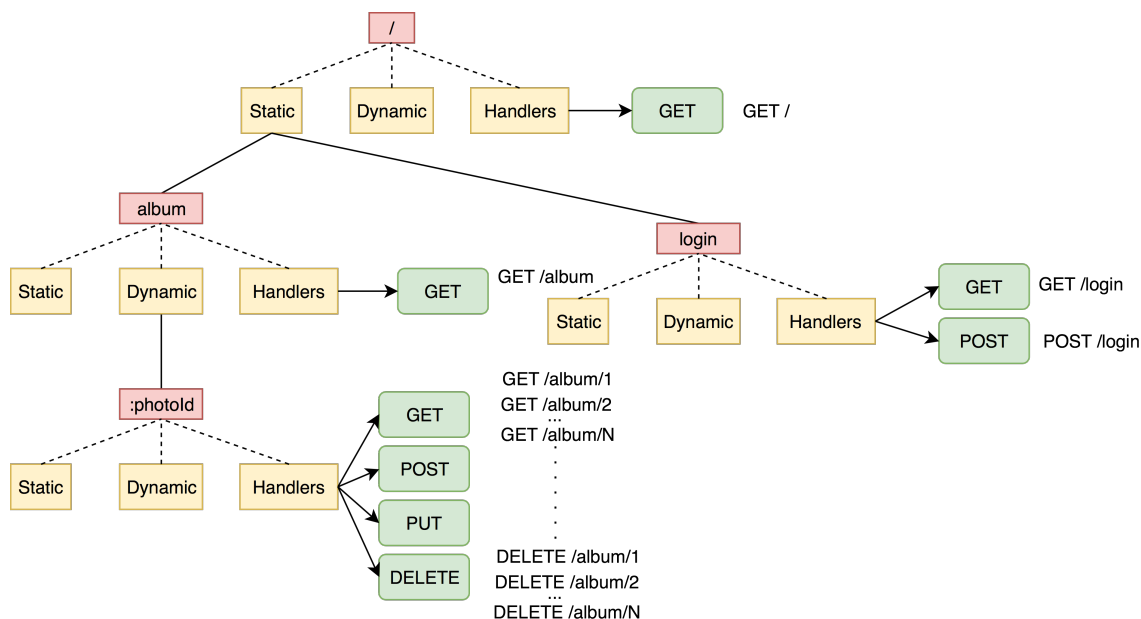 /
Static
Dynamic
Handlers
GET
GET /
album
login
Static
Dynamic
Handlers
GET
GET /album
Static
Dynamic
Handlers
GET
GET /login
POST
POST /login
:photoId
Static
Dynamic
Handlers
GET
POST
PUT
DELETE
GET /album/1
GET /album/2
...
GET /album/N
.
.
.
.
.
.
.
DELETE /album/1
DELETE /album/2
...
DELETE /album/N